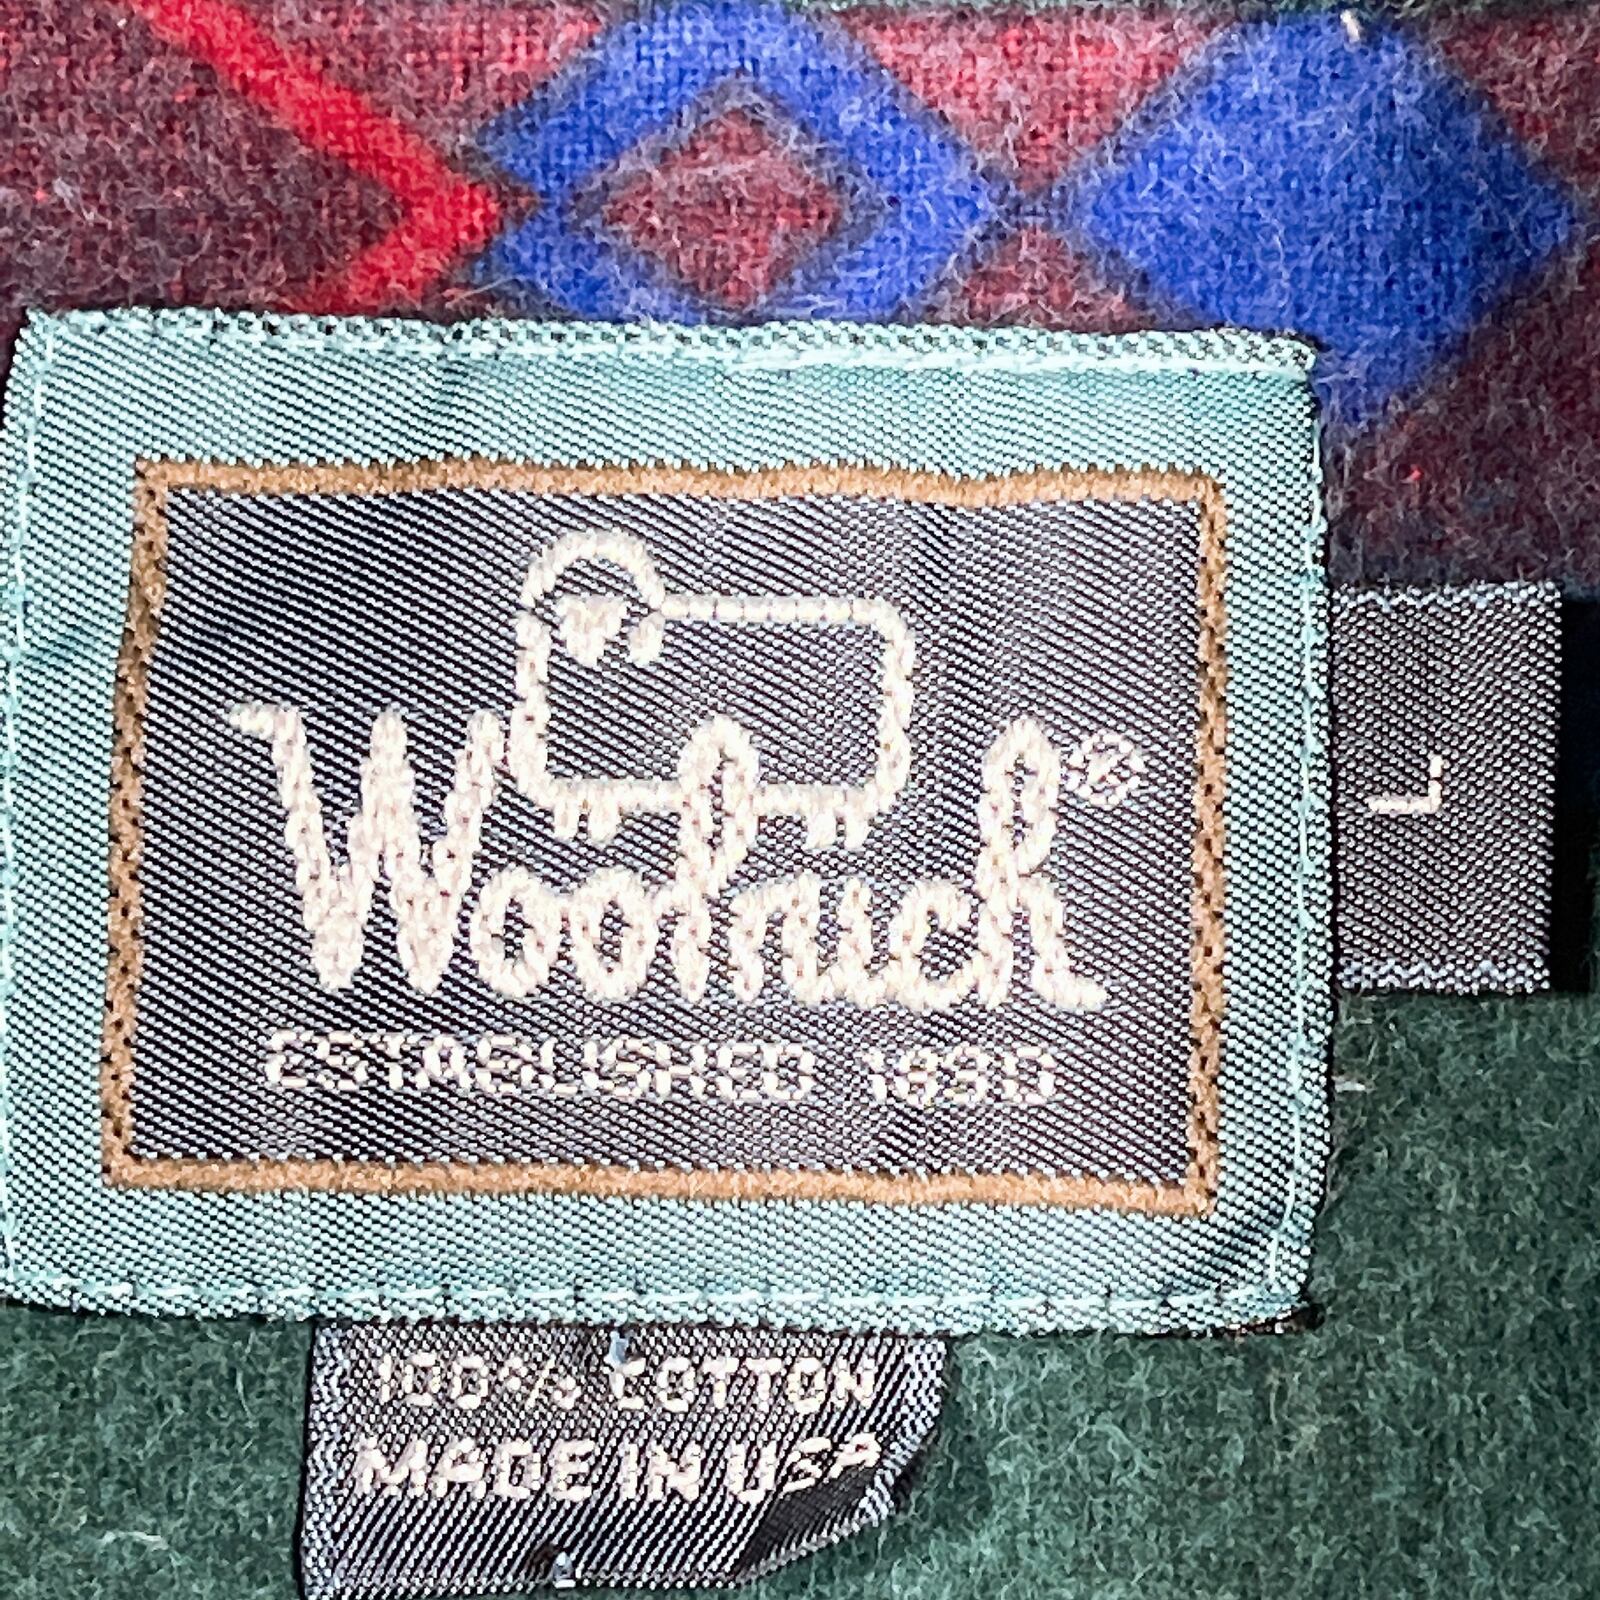 Woolrich®
ESTABLISHED 1830
L
100% COTTON
MADE IN USA